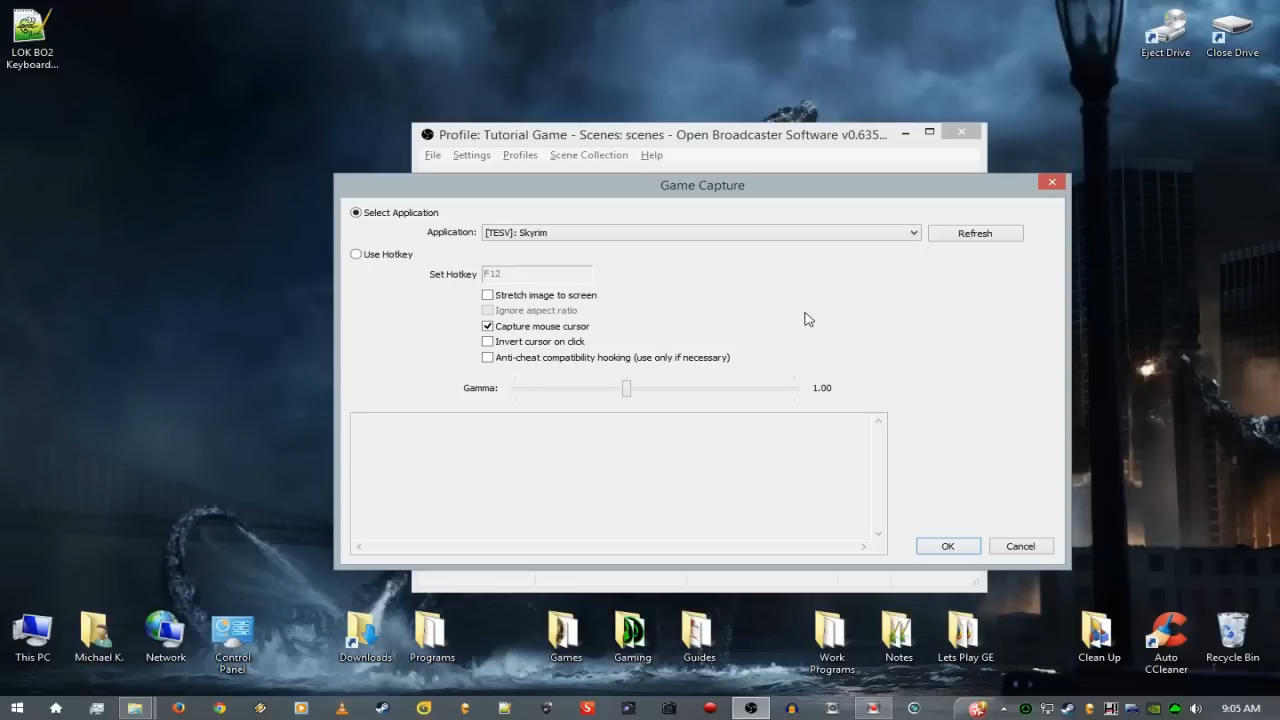 LOK BO2
Keyboard...
Eject Drive
Close Drive
Profile: Tutorial Game - Scenes: scenes - Open Broadcaster Software v0.635...
File Settings Profiles Scene Collection Help
Game Capture
Select Application
Application: [TESV]: Skyrim Refresh
Use Hotkey
Set Hotkey F12
Stretch image to screen
Ignore aspect ratio
Capture mouse cursor
Invert cursor on click
Anti-cheat compatibility hooking (use only if necessary)
Gamma: 1.00
OK Cancel
This PC
Michael K.
Network
Control
Panel
Downloads
Programs
Games
Gaming
Guides
Work
Programs
Notes
Lets Play GE
Clean Up
Auto
CCleaner
Recycle Bin
9:05 AM